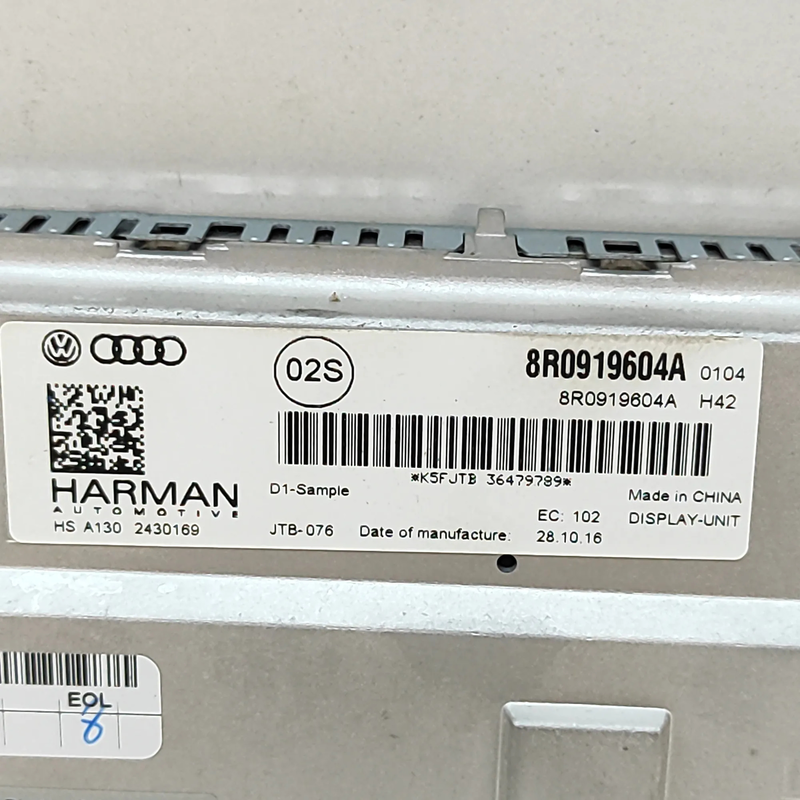 02S
8R0919604A 0104
8R0919604A H42
*K5FJTB 36479789*
HARMAN
AUTOMOTIVE
HS A130 2430169
D1-Sample
Made in CHINA
EC: 102 DISPLAY-UNIT
JTB-076 Date of manufacture: 28.10.16
EOL
8